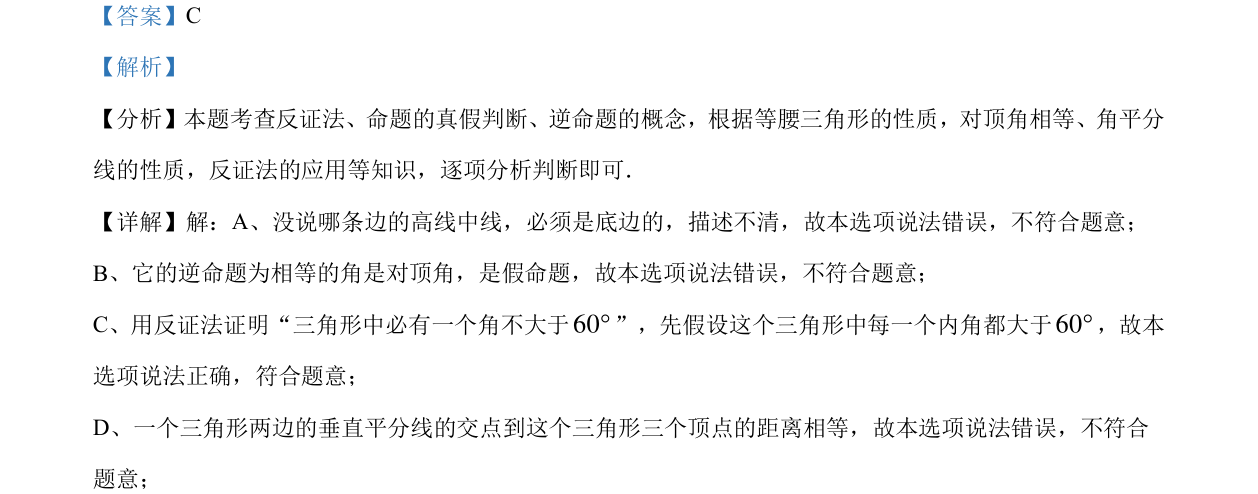 【答案】C
【解析】
【分析】本题考查反证法、命题的真假判断、逆命题的概念，根据等腰三角形的性质，对顶角相等、角平分
线的性质，反证法的应用等知识，逐项分析判断即可．
【详解】解：A、没说哪条边的高线中线，必须是底边的，描述不清，故本选项说法错误，不符合题意；
B、它的逆命题为相等的角是对顶角，是假命题，故本选项说法错误，不符合题意；
C、用反证法证明“三角形中必有一个角不大于60°”，先假设这个三角形中每一个内角都大于60°，故本
选项说法正确，符合题意；
D、一个三角形两边的垂直平分线的交点到这个三角形三个顶点的距离相等，故本选项说法错误，不符合
题意；